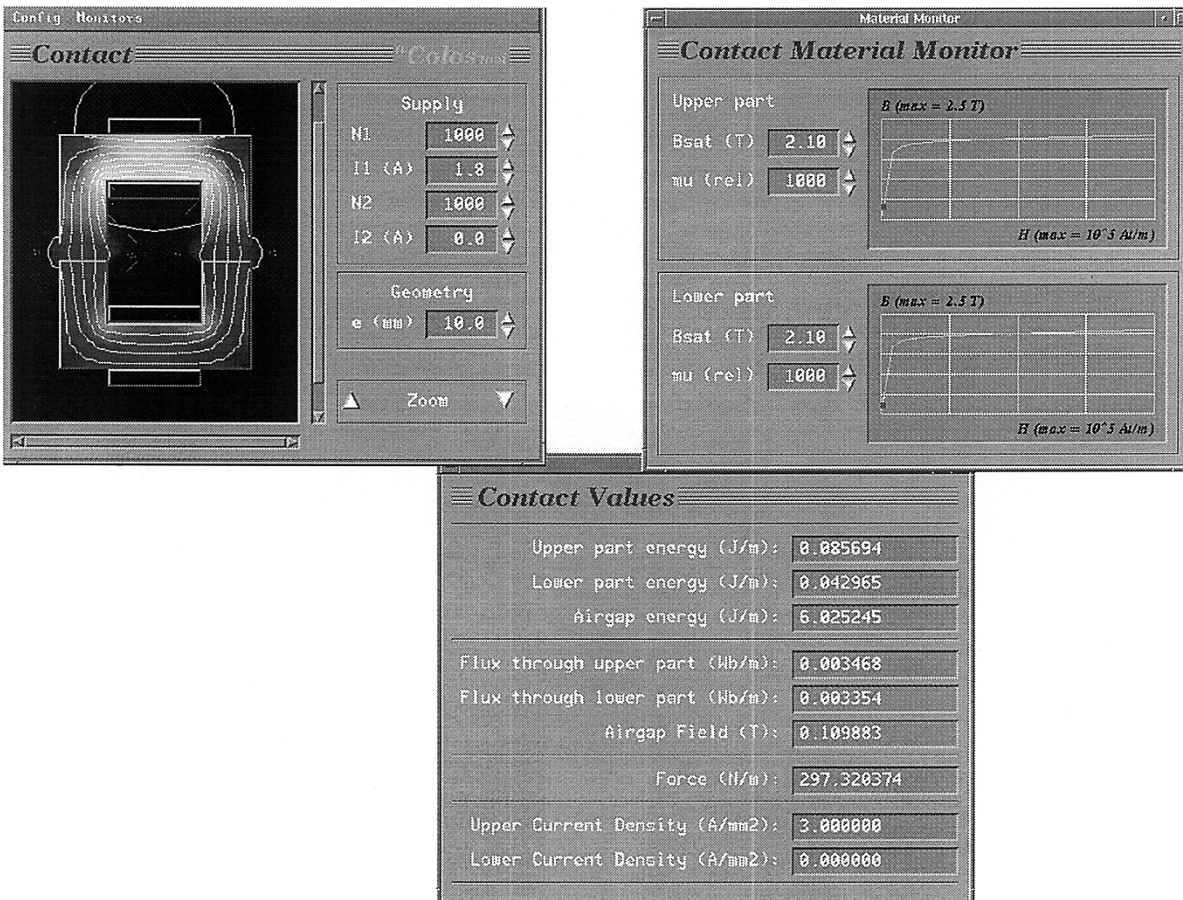 Config Monitors
Contact
Supply
N1 1000
I1 (A) 1.8
N2 1000
I2 (A) 0.0
Geometry
e (mm) 10.0
Zoom
Material Monitor
Contact Material Monitor
Upper part
Bsat (T) 2.10
mu (rel) 1000
B (max = 2.5 T)
H (max = 10^5 At/m)
Lower part
Bsat (T) 2.10
mu (rel) 1000
B (max = 2.5 T)
H (max = 10^5 At/m)
Contact Values
Upper part energy (J/m): 0.085694
Lower part energy (J/m): 0.042965
Airgap energy (J/m): 6.025245
Flux through upper part (Wb/m): 0.003468
Flux through lower part (Wb/m): 0.003354
Airgap Field (T): 0.109883
Force (N/m): 297.320374
Upper Current Density (A/mm2): 3.000000
Lower Current Density (A/mm2): 0.000000